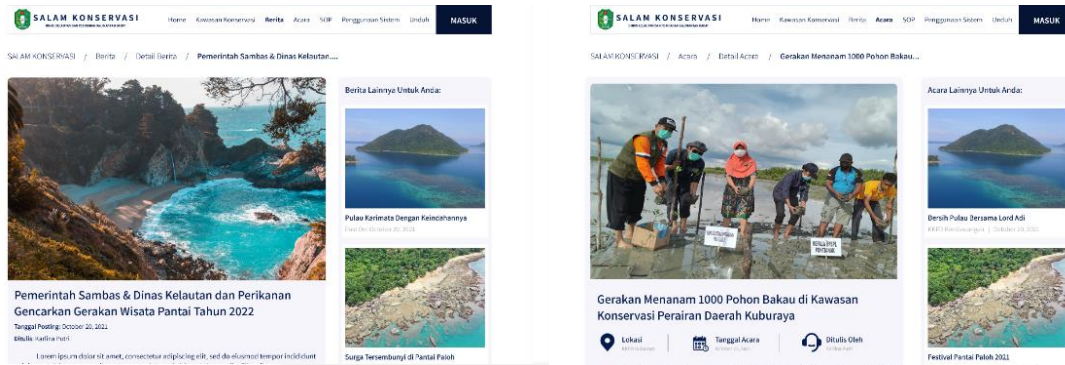 SALAM KONSERVASI
Home Kawasan Konservasi Berita Acara SOP Penggunaan Sistem Unduh MASUK
SALAM KONSERVASI / Berita / Detail Berita / Pemerintah Sambas & Dinas Kelautan....
Pemerintah Sambas & Dinas Kelautan dan Perikanan
Gencarkan Gerakan Wisata Pantai Tahun 2022
Tanggal Posting: October 20, 2021
Ditulis: Karlina Putri
Lorem ipsum dolor sit amet, consectetur adipiscing elit, sed do eiusmod tempor incididunt
Berita Lainnya Untuk Anda:
Pulau Karimata Dengan Keindahannya
Surga Tersembunyi di Pantai Paloh
SALAM KONSERVASI
Home Kawasan Konservasi Berita Acara SOP Penggunaan Sistem Unduh MASUK
SALAM KONSERVASI / Acara / Detail Acara / Gerakan Menanam 1000 Pohon Bakau...
Gerakan Menanam 1000 Pohon Bakau di Kawasan
Konservasi Perairan Daerah Kuburaya
Lokasi
Tanggal Acara
Ditulis Oleh
Acara Lainnya Untuk Anda:
Bersih Pulau Bersama Lord Adi
Festival Pantai Paloh 2021